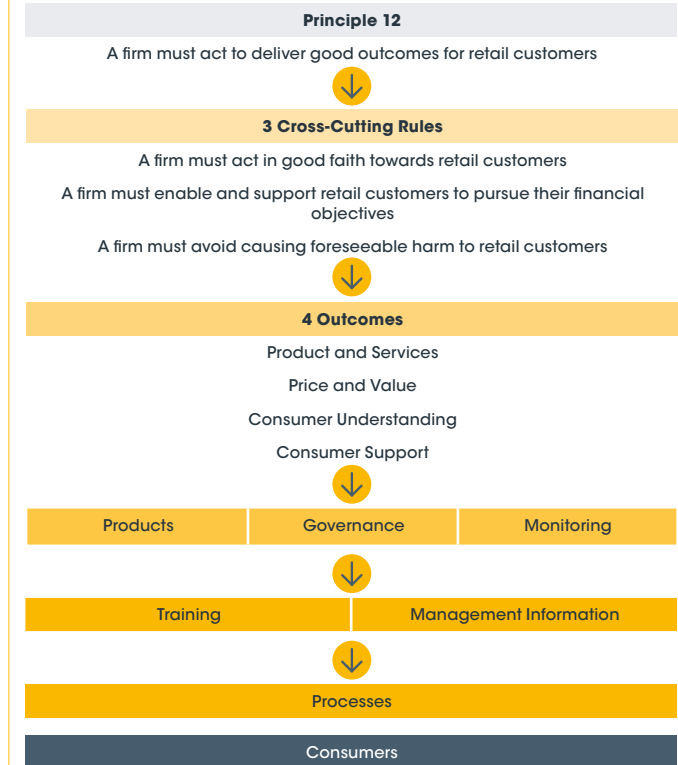 Principle 12
A firm must act to deliver good outcomes for retail customers
3 Cross-Cutting Rules
A firm must act in good faith towards retail customers
A firm must enable and support retail customers to pursue their financial
objectives
A firm must avoid causing foreseeable harm to retail customers
4 Outcomes
Product and Services
Price and Value
Consumer Understanding
Consumer Support
Products Governance Monitoring
Training Management Information
Processes
Consumers